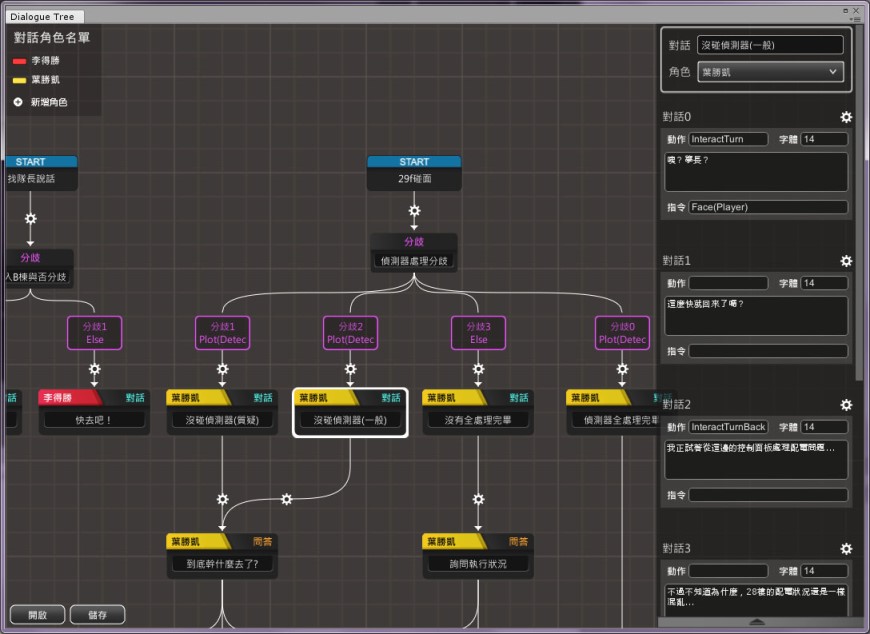 Dialogue Tree
對話角色名單
李得勝
葉勝凱
新增角色
START
找隊長說話
分歧
人B棟與否分歧
START
29f碰面
分歧
偵測器處理分歧
分歧1
Else
分歧1
Plot(Detec
分歧2
Plot(Detec
分歧3
Else
分歧0
Plot(Detec
話
李得勝 對話
快去吧！
葉勝凱 對話
沒碰偵測器(質疑)
葉勝凱 對話
沒碰偵測器(一般)
葉勝凱 對話
沒有全處理完畢
葉勝凱 對話
偵測器全處理完畢
葉勝凱 問答
到底幹什麼去了?
葉勝凱 問答
詢問執行狀況
開啟
儲存
對話 沒碰偵測器(一般)
角色 葉勝凱
對話0
動作 InteractTurn 字體 14
咦？學長？
指令 Face(Player)
對話1
動作 字體 14
這麼快就回來了嗎？
指令
對話2
動作 InteractTurnBack 字體 14
我正試著從這邊的控制面板處理配電問題...
指令
對話3
動作 字體 14
不過不知道為什麼，28樓的配電狀況還是一樣
混亂...